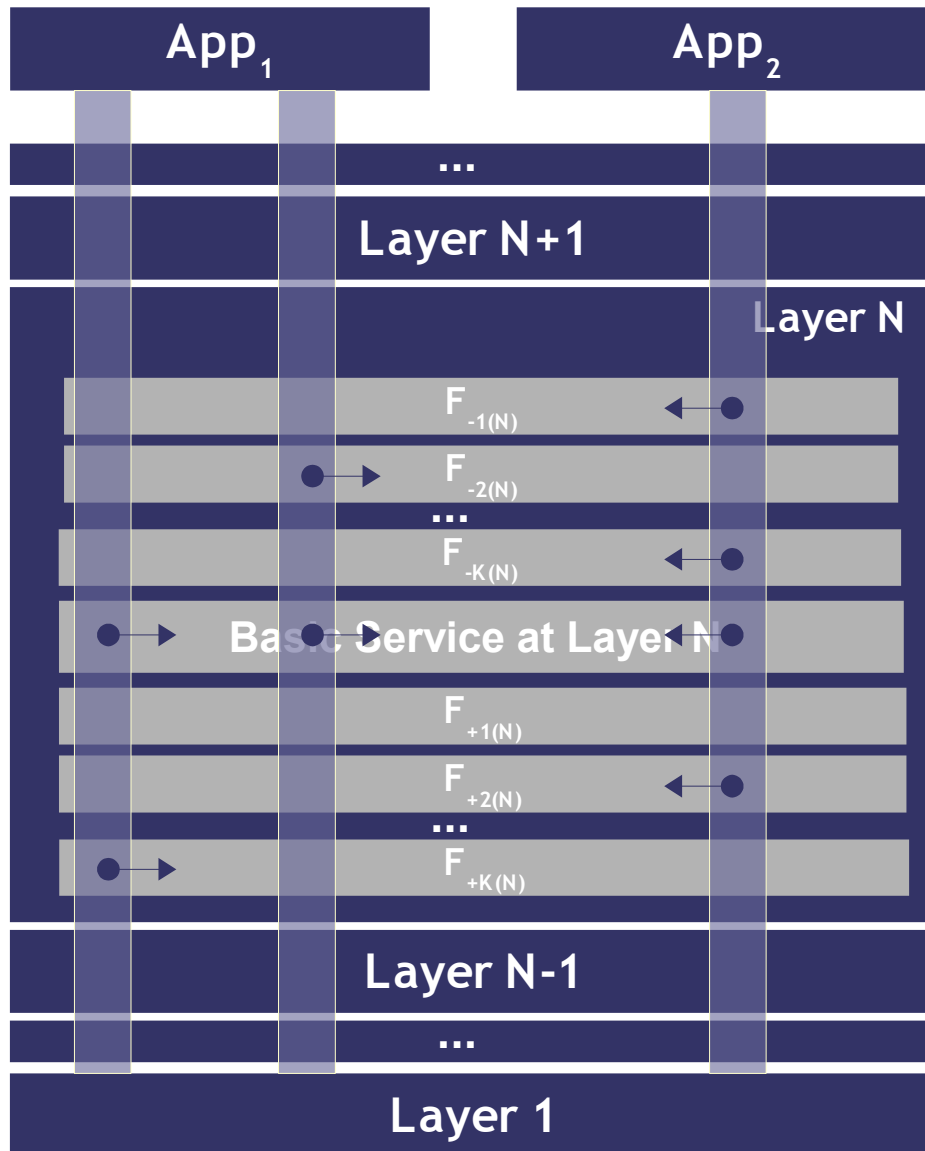 App₁ App₂
...
Layer N+1
Layer N
F₋₁₍N₎
F₋₂₍N₎
...
F₋K₍N₎
Basic Service at Layer N
F₊₁₍N₎
F₊₂₍N₎
...
F₊K₍N₎
Layer N-1
...
Layer 1